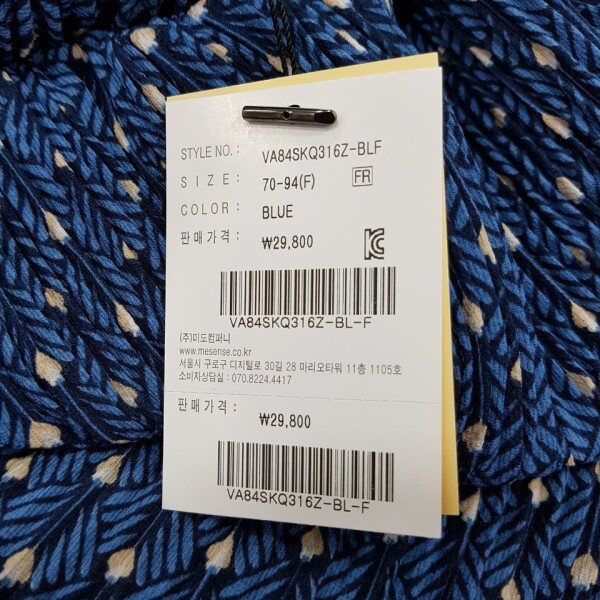 STYLE NO. : VA84SKQ316Z-BLF
SIZE : 70-94(F) FR
COLOR : BLUE
판매가격 : ₩29,800
VA84SKQ316Z-BL-F
(주)미도컴퍼니
www.mesense.co.kr
서울시 구로구 디지털로 30길 28 마리오타워 11층 1105호
소비자상담실 : 070.8224.4417
판매가격 : ₩29,800
VA84SKQ316Z-BL-F